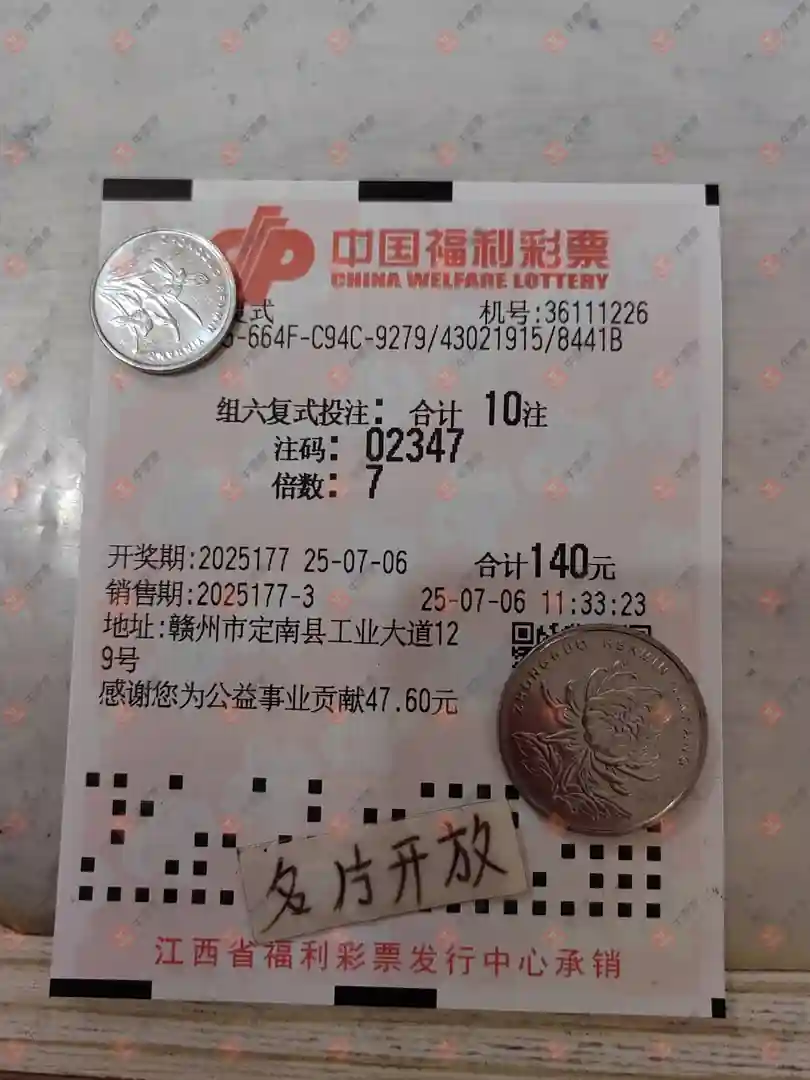 中国福利彩票
CHINA WELFARE LOTTERY
复式 机号:36111226
-664F-C94C-9279/43021915/8441B
组六复式投注: 合计 10注
注码: 02347
倍数: 7
开奖期:2025177 25-07-06 合计140元
销售期:2025177-3 25-07-06 11:33:23
地址:赣州市定南县工业大道12
9号
感谢您为公益事业贡献47.60元
名片开放
江西省福利彩票发行中心承销